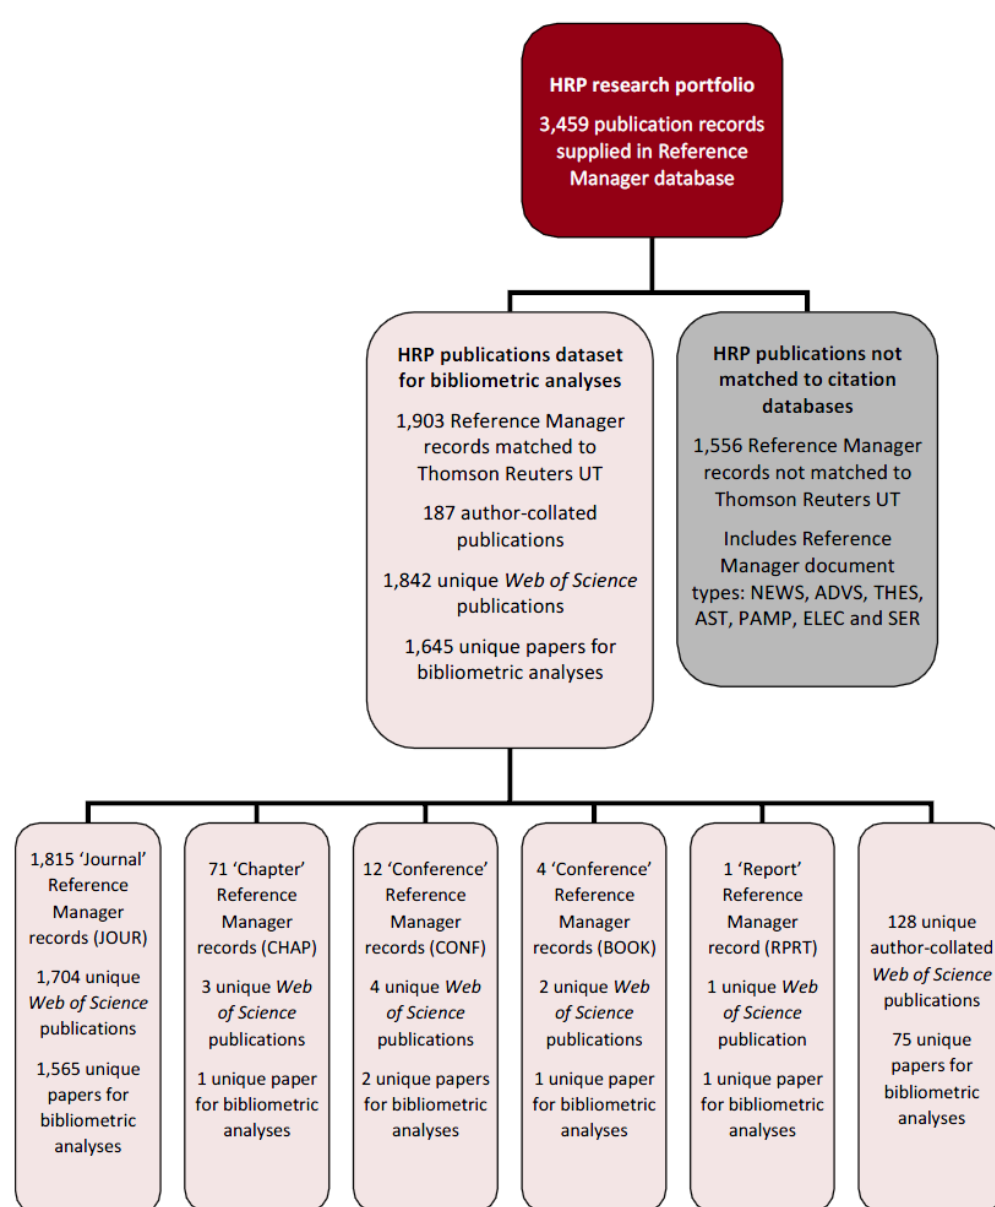 HRP research portfolio
3,459 publication records
supplied in Reference
Manager database
HRP publications dataset
for bibliometric analyses
1,903 Reference Manager
records matched to
Thomson Reuters UT
187 author-collated
publications
1,842 unique Web of Science
publications
1,645 unique papers for
bibliometric analyses
HRP publications not
matched to citation
databases
1,556 Reference Manager
records not matched to
Thomson Reuters UT
Includes Reference
Manager document
types: NEWS, ADVS, THES,
AST, PAMP, ELEC and SER
1,815 ‘Journal’
Reference
Manager
records (JOUR)
1,704 unique
Web of Science
publications
1,565 unique
papers for
bibliometric
analyses
71 ‘Chapter’
Reference
Manager
records (CHAP)
3 unique Web
of Science
publications
1 unique paper
for bibliometric
analyses
12 ‘Conference’
Reference
Manager
records (CONF)
4 unique Web
of Science
publications
2 unique papers
for bibliometric
analyses
4 ‘Conference’
Reference
Manager
records (BOOK)
2 unique Web
of Science
publications
1 unique paper
for bibliometric
analyses
1 ‘Report’
Reference
Manager
record (RPRT)
1 unique Web
of Science
publication
1 unique paper
for bibliometric
analyses
128 unique
author-collated
Web of Science
publications
75 unique
papers for
bibliometric
analyses